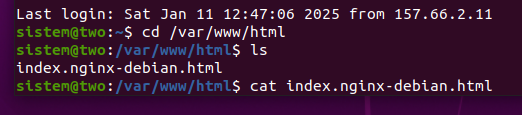 Last login: Sat Jan 11 12:47:06 2025 from 157.66.2.11
sistem@two:~$ cd /var/www/html
sistem@two:/var/www/html$ ls
index.nginx-debian.html
sistem@two:/var/www/html$ cat index.nginx-debian.html